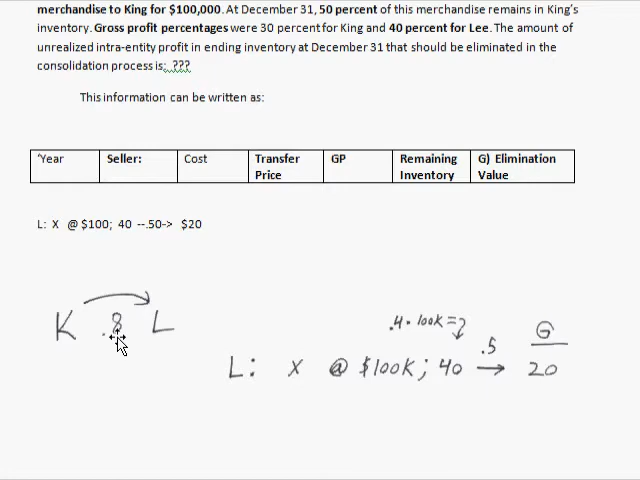 merchandise to King for $100,000. At December 31, 50 percent of this merchandise remains in King's
inventory. Gross profit percentages were 30 percent for King and 40 percent for Lee. The amount of
unrealized intra-entity profit in ending inventory at December 31 that should be eliminated in the
consolidation process is:_???
This information can be written as:
Year Seller: Cost Transfer Price GP Remaining Inventory G) Elimination Value
L: X @ $100; 40 --.50-> $20
K .8 L
.4 · 100K =
L: X @ $100K; 40 .5 → G 20